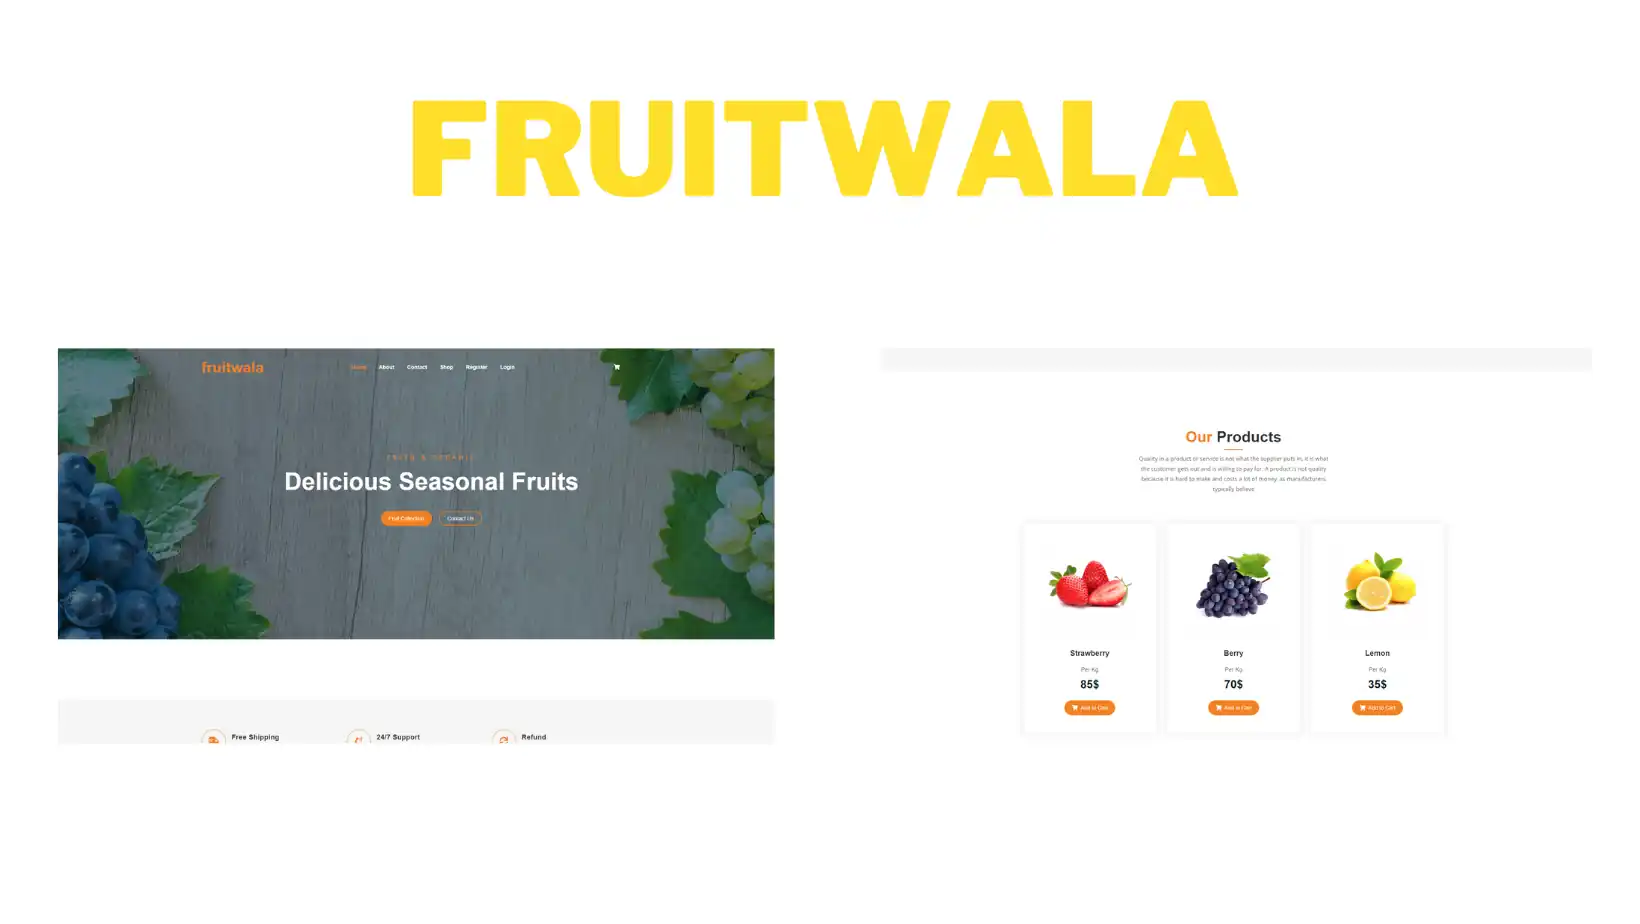 FRUITWALA
fruitwala
Home About Contact Shop Register Login
FRESH & ORGANIC
Delicious Seasonal Fruits
Fruit Collection Contact Us
Free Shipping 24/7 Support Refund
Our Products
Quality in a product or service is not what the supplier puts in, it is what
the customer gets out and is willing to pay for. A product is not quality
because it is hard to make and costs a lot of money, as manufacturers
typically believe
Strawberry
Per Kg
85$
Add to Cart
Berry
Per Kg
70$
Add to Cart
Lemon
Per Kg
35$
Add to Cart